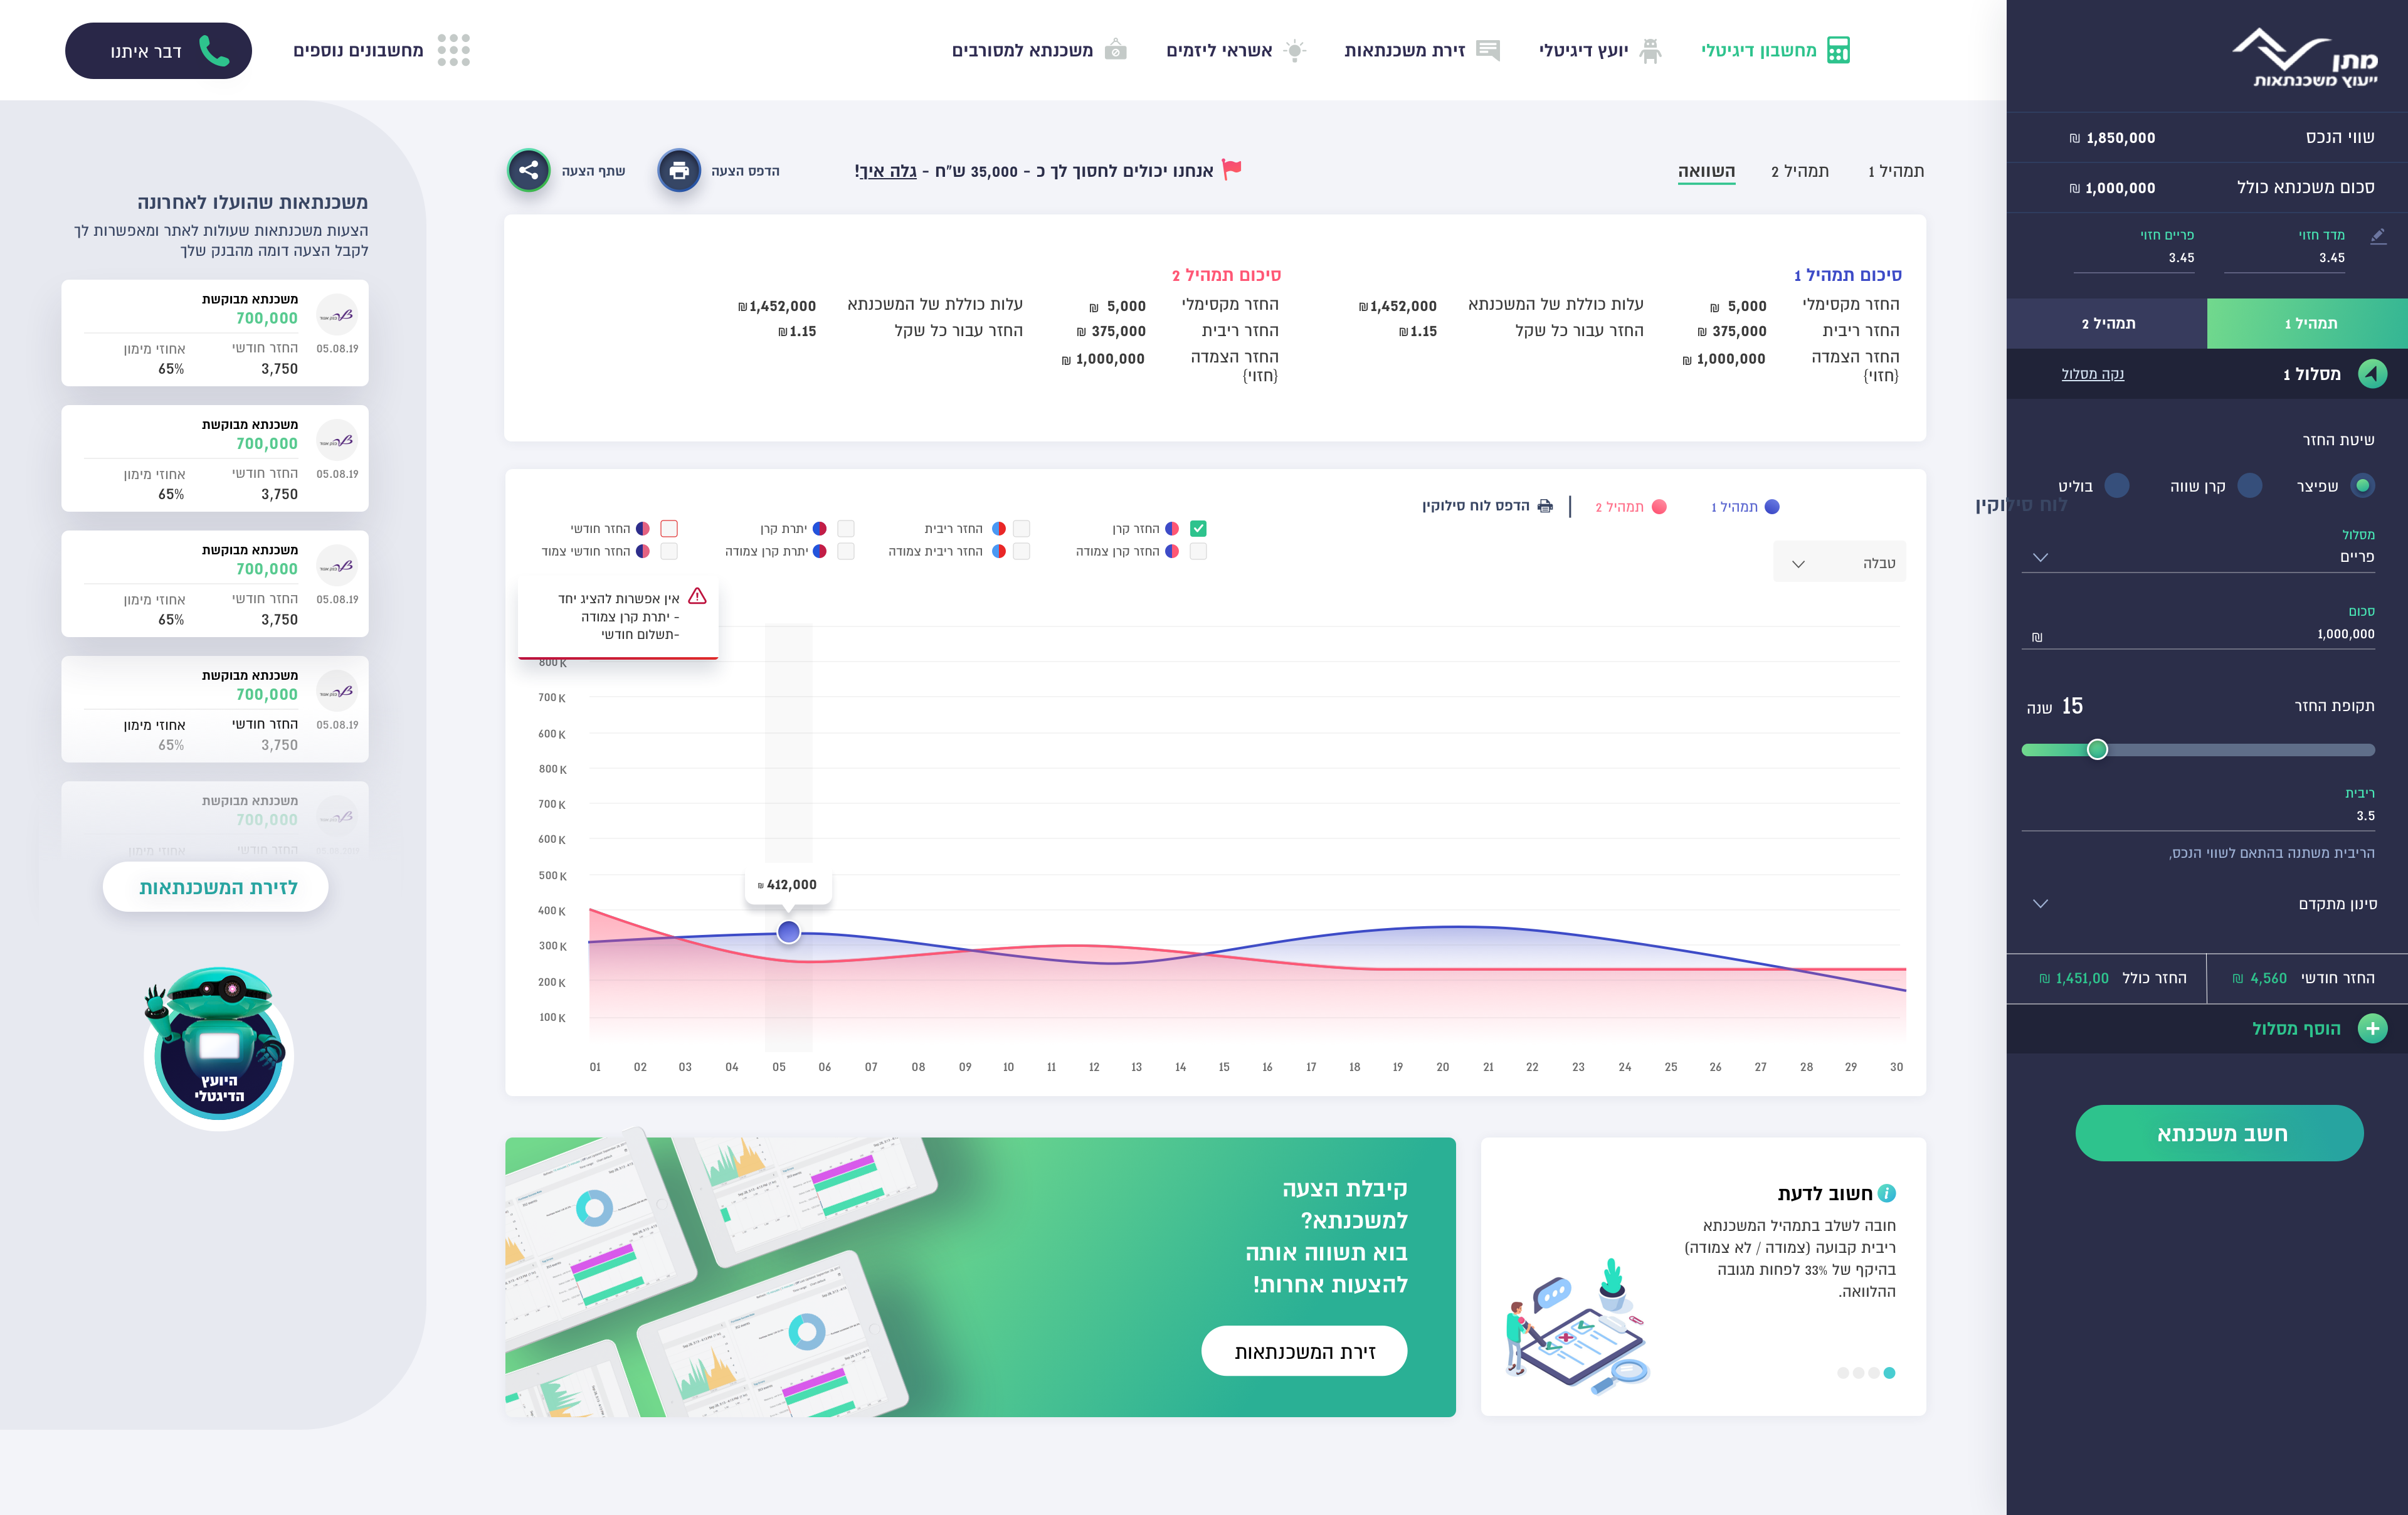 מתן
ייעוץ משכנתאות
מחשבון דיגיטלי
יועץ דיגיטלי
זירת משכנתאות
אשראי ליזמים
משכנתא למסורבים
מחשבונים נוספים
דבר איתנו
שווי הנכס 1,850,000 ₪
סכום משכנתא כולל 1,000,000 ₪
מדד חזוי פריים חזוי
3.45 3.45
תמהיל 1 תמהיל 2
מסלול 1 נקה מסלול
שיטת החזר
שפיצר קרן שווה בוליט
מסלול
פריים
סכום
1,000,000 ₪
תקופת החזר 15 שנה
ריבית
3.5
הריבית משתנה בהתאם לשווי הנכס,
סינון מתקדם
החזר חודשי 4,560 ₪ החזר כולל 1,451,00 ₪
הוסף מסלול
חשב משכנתא
תמהיל 1 תמהיל 2 השוואה
אנחנו יכולים לחסוך לך כ - 35,000 ש"ח - גלה איך!
הדפס הצעה
שתף הצעה
סיכום תמהיל 1
החזר מקסימלי 5,000 ₪ עלות כוללת של המשכנתא 1,452,000₪
החזר ריבית 375,000 ₪ החזר עבור כל שקל 1.15₪
החזר הצמדה 1,000,000 ₪
{חזוי}
סיכום תמהיל 2
החזר מקסימלי 5,000 ₪ עלות כוללת של המשכנתא 1,452,000₪
החזר ריבית 375,000 ₪ החזר עבור כל שקל 1.15₪
החזר הצמדה 1,000,000 ₪
{חזוי}
לוח סילוקין
תמהיל 1 תמהיל 2 הדפס לוח סילוקין
טבלה
החזר קרן החזר ריבית יתרת קרן החזר חודשי
החזר קרן צמודה החזר ריבית צמודה יתרת קרן צמודה החזר חודשי צמוד
אין אפשרות להציג יחד
- יתרת קרן צמודה
-תשלום חודשי
800 K
700 K
600 K
800 K
700 K
600 K
500 K
400 K
300 K
200 K
100 K
412,000 ₪
01 02 03 04 05 06 07 08 09 10 11 12 13 14 15 16 17 18 19 20 21 22 23 24 25 26 27 28 29 30
חשוב לדעת
חובה לשלב בתמהיל המשכנתא
ריבית קבועה (צמודה / לא צמודה)
בהיקף של 33% לפחות מגובה
ההלוואה.
קיבלת הצעה
למשכנתא?
בוא תשווה אותה
להצעות אחרות!
זירת המשכנתאות
משכנתאות שהועלו לאחרונה
הצעות משכנתאות שעולות לאתר ומאפשרות לך
לקבל הצעה דומה מהבנק שלך
משכנתא מבוקשת
700,000
05.08.19 החזר חודשי אחוזי מימון
3,750 65%
משכנתא מבוקשת
700,000
05.08.19 החזר חודשי אחוזי מימון
3,750 65%
משכנתא מבוקשת
700,000
05.08.19 החזר חודשי אחוזי מימון
3,750 65%
משכנתא מבוקשת
700,000
05.08.19 החזר חודשי אחוזי מימון
3,750 65%
משכנתא מבוקשת
700,000
החזר חודשי אחוזי מימון
לזירת המשכנתאות
היועץ
הדיגטלי